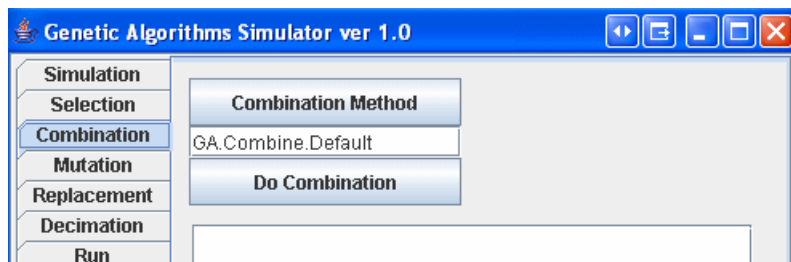 Genetic Algorithms Simulator ver 1.0
Simulation
Selection
Combination
Mutation
Replacement
Decimation
Run
Combination Method
GA.Combine.Default
Do Combination